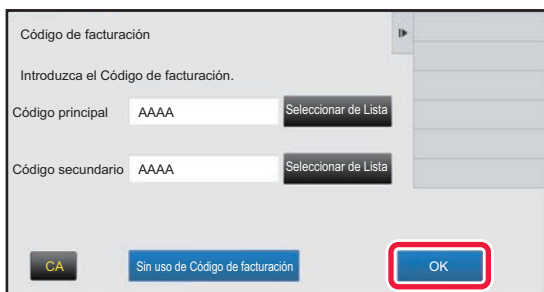 Código de facturación
Introduzca el Código de facturación.
Código principal AAAA Seleccionar de Lista
Código secundario AAAA Seleccionar de Lista
CA Sin uso de Código de facturación OK